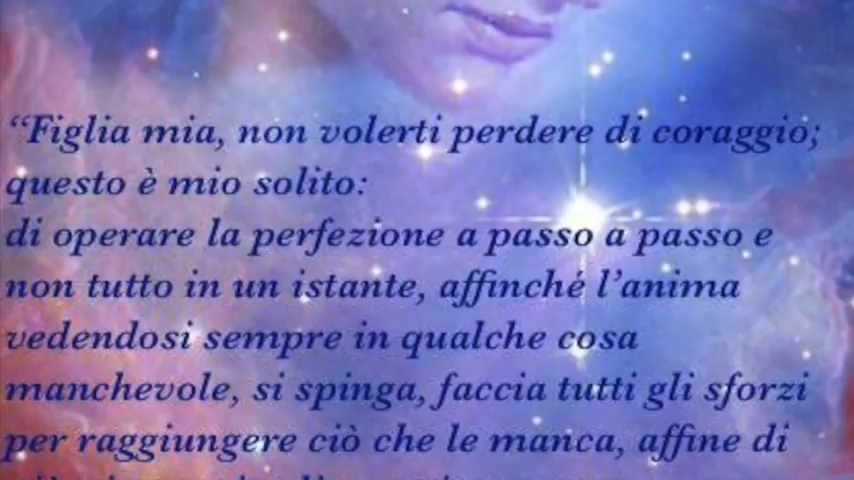 “Figlia mia, non volerti perdere di coraggio;
questo è mio solito:
di operare la perfezione a passo a passo e
non tutto in un istante, affinché l’anima
vedendosi sempre in qualche cosa
manchevole, si spinga, faccia tutti gli sforzi
per raggiungere ciò che le manca, affine di